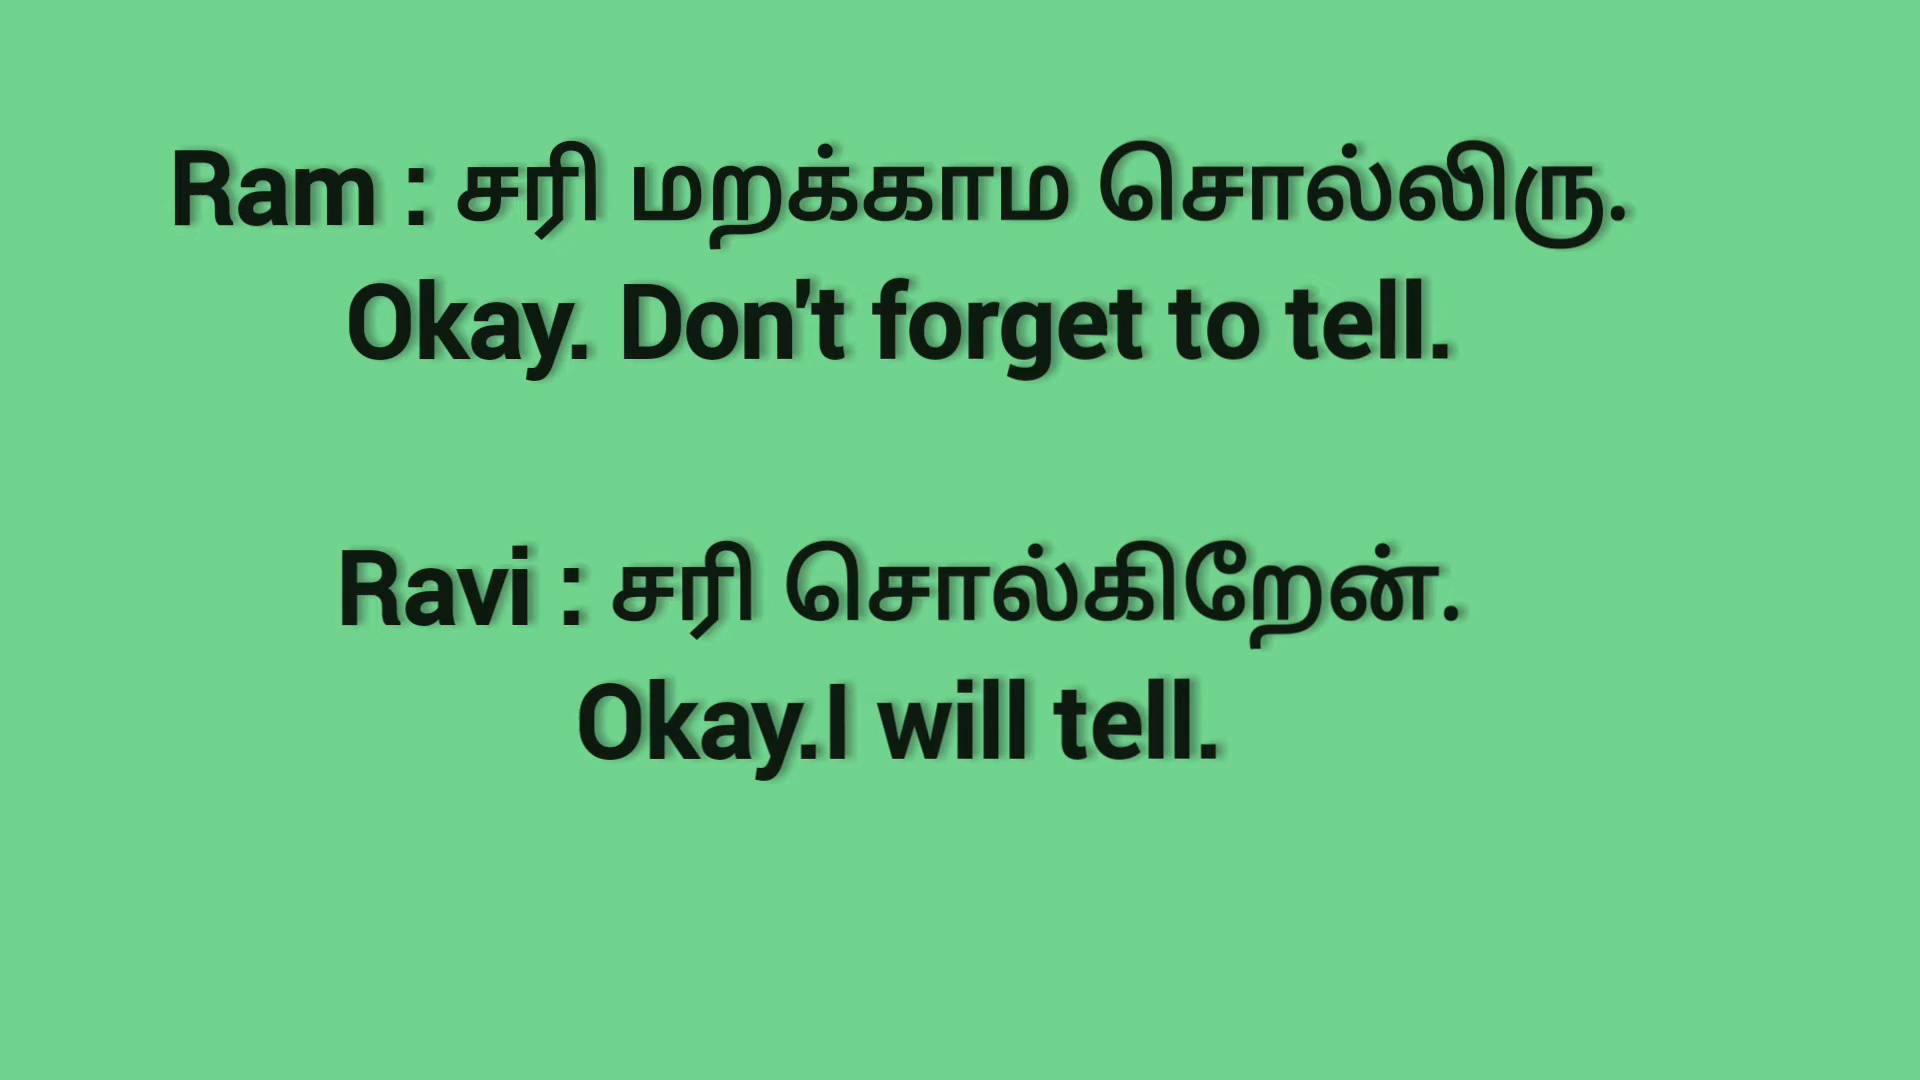 Ram : சரி மறக்காம சொல்லிரு.
Okay. Don't forget to tell.
Ravi : சரி சொல்கிறேன்.
Okay.I will tell.